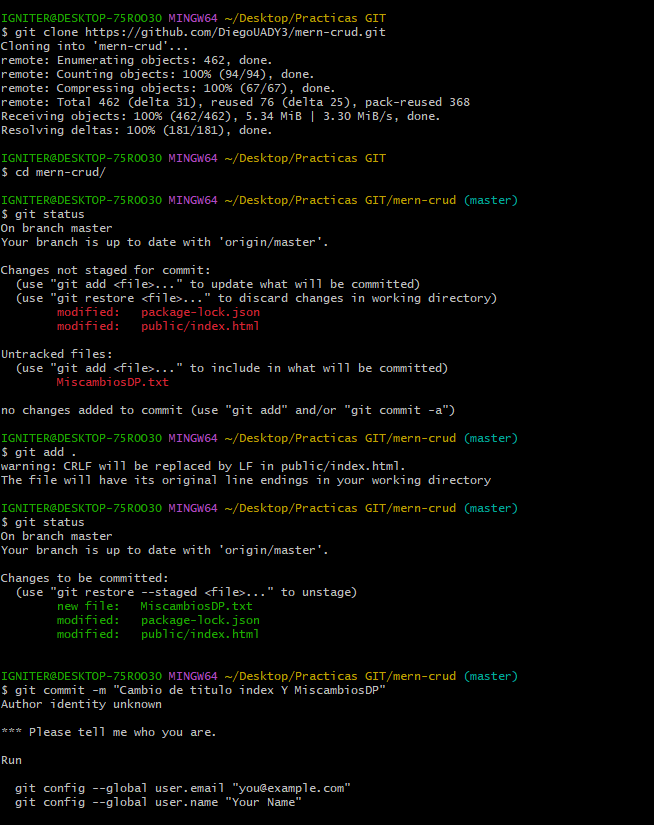 IGNITER@DESKTOP-75ROO3O MINGW64 ~/Desktop/Practicas GIT
$ git clone https://github.com/DiegoUADY3/mern-crud.git
Cloning into 'mern-crud'...
remote: Enumerating objects: 462, done.
remote: Counting objects: 100% (94/94), done.
remote: Compressing objects: 100% (67/67), done.
remote: Total 462 (delta 31), reused 76 (delta 25), pack-reused 368
Receiving objects: 100% (462/462), 5.34 MiB | 3.30 MiB/s, done.
Resolving deltas: 100% (181/181), done.
IGNITER@DESKTOP-75ROO3O MINGW64 ~/Desktop/Practicas GIT
$ cd mern-crud/
IGNITER@DESKTOP-75ROO3O MINGW64 ~/Desktop/Practicas GIT/mern-crud (master)
$ git status
On branch master
Your branch is up to date with 'origin/master'.
Changes not staged for commit:
(use "git add <file>..." to update what will be committed)
(use "git restore <file>..." to discard changes in working directory)
modified:   package-lock.json
modified:   public/index.html
Untracked files:
(use "git add <file>..." to include in what will be committed)
MiscambiosDP.txt
no changes added to commit (use "git add" and/or "git commit -a")
IGNITER@DESKTOP-75ROO3O MINGW64 ~/Desktop/Practicas GIT/mern-crud (master)
$ git add .
warning: CRLF will be replaced by LF in public/index.html.
The file will have its original line endings in your working directory
IGNITER@DESKTOP-75ROO3O MINGW64 ~/Desktop/Practicas GIT/mern-crud (master)
$ git status
On branch master
Your branch is up to date with 'origin/master'.
Changes to be committed:
(use "git restore --staged <file>..." to unstage)
new file:   MiscambiosDP.txt
modified:   package-lock.json
modified:   public/index.html
IGNITER@DESKTOP-75ROO3O MINGW64 ~/Desktop/Practicas GIT/mern-crud (master)
$ git commit -m "Cambio de titulo index Y MiscambiosDP"
Author identity unknown
*** Please tell me who you are.
Run
git config --global user.email "you@example.com"
git config --global user.name "Your Name"